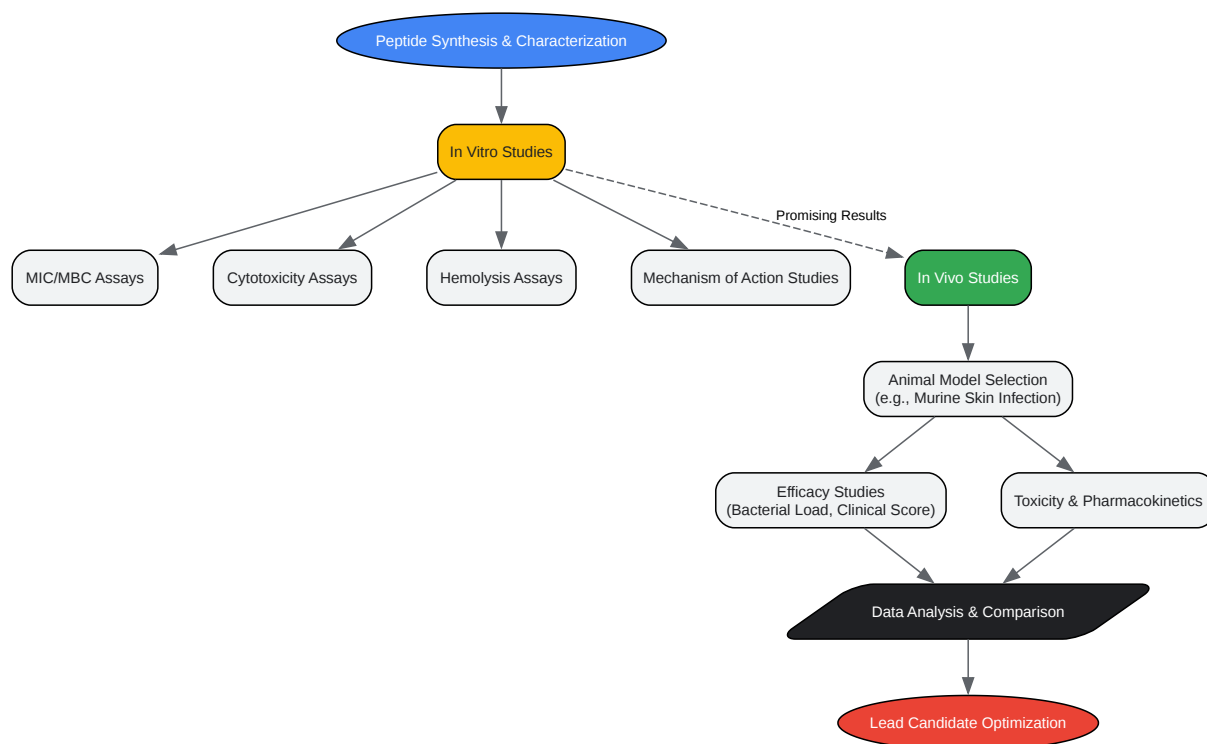 Peptide Synthesis & Characterization
In Vitro Studies
Promising Results
MIC/MBC Assays
Cytotoxicity Assays
Hemolysis Assays
Mechanism of Action Studies
In Vivo Studies
Animal Model Selection
(e.g., Murine Skin Infection)
Efficacy Studies
(Bacterial Load, Clinical Score)
Toxicity & Pharmacokinetics
Data Analysis & Comparison
Lead Candidate Optimization